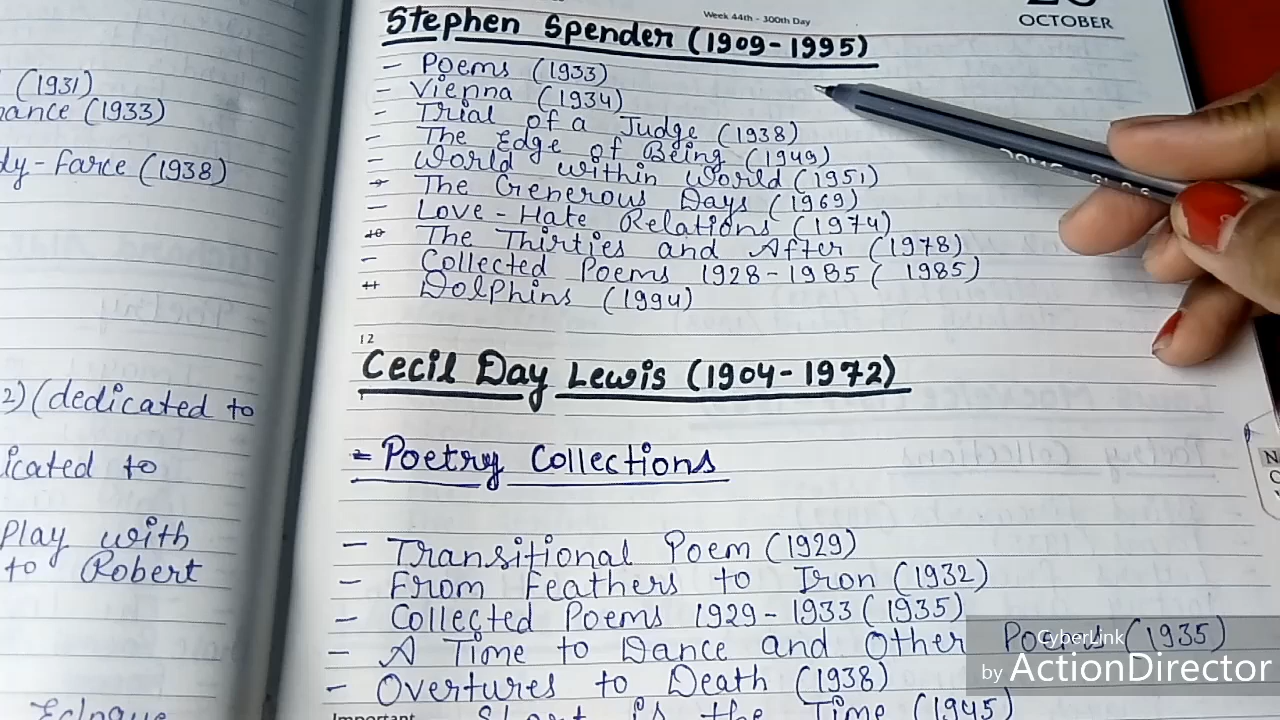 (1931)
(1933)
Farce (1938)
(dedicated to
to
Play with
to Robert
Week 44th - 300th Day
OCTOBER
Stephen Spender (1909-1995)
- Poems (1933)
- Vienna (1934)
- Trial of a Judge (1938)
- The Edge of Being (1949)
- World within World (1951)
- The Generous Days (1969)
- Love-Hate Relations (1974)
- The Thirties and After (1978)
- Collected Poems 1928-1985 (1985)
- Dolphins (1994)
12
Cecil Day Lewis (1904-1972)
- Poetry Collections
- Transitional Poem (1929)
- From Feathers to Iron (1932)
- Collected Poems 1929-1933 (1935)
- A Time to Dance and Other Poems (1935)
- Overtures to Death (1938)
Important
is the Time (1945)
CyberLink
by ActionDirector